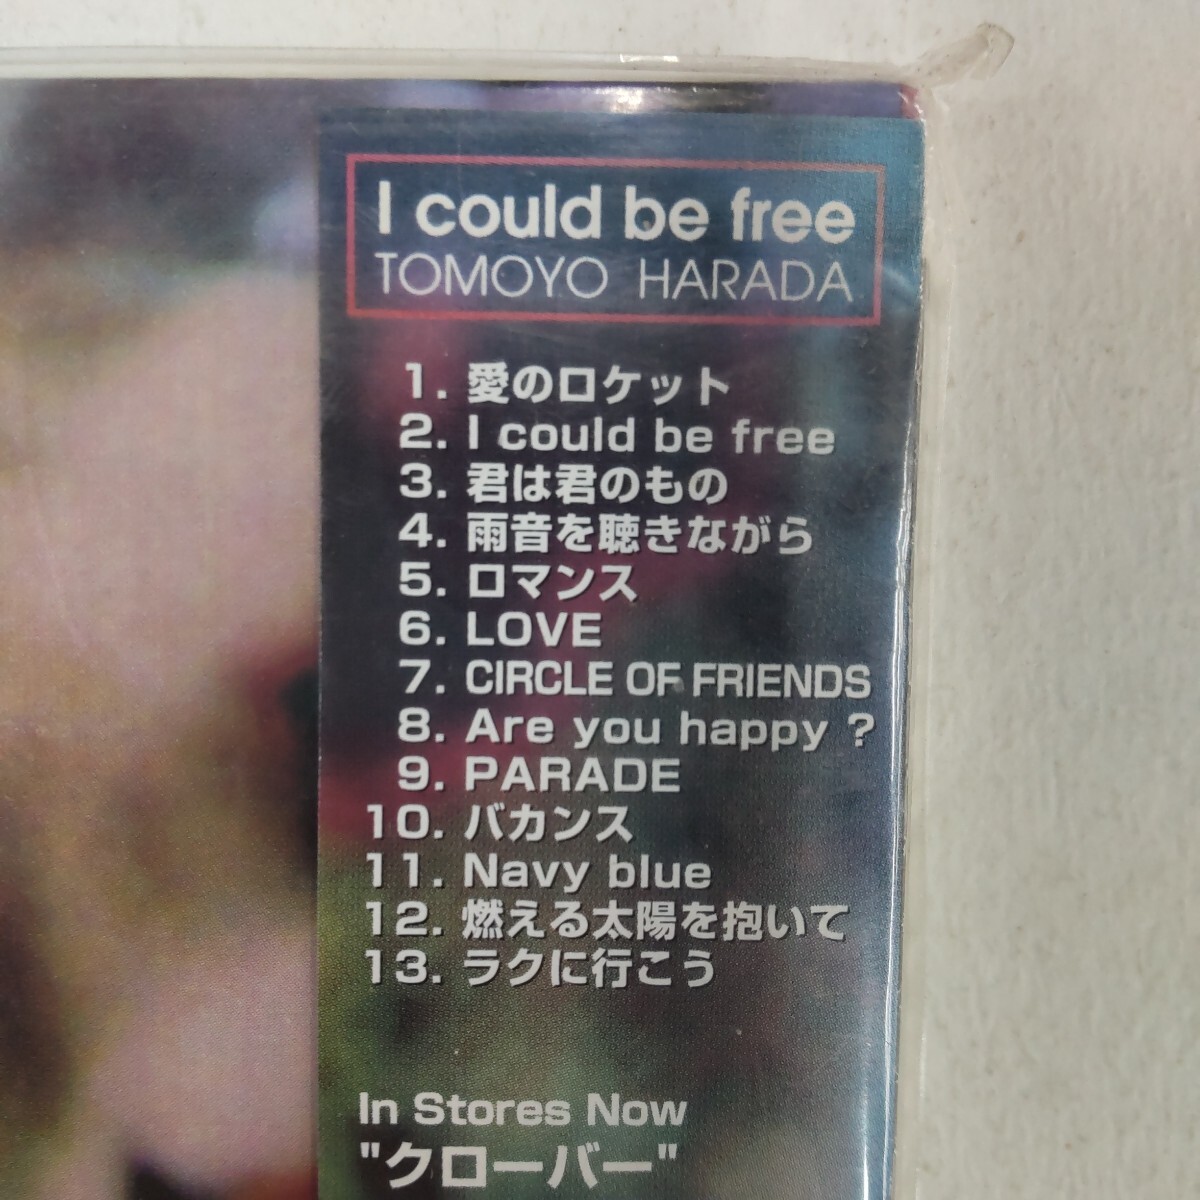 I could be free
TOMOYO HARADA
1. 愛のロケット
2. I could be free
3. 君は君のもの
4. 雨音を聴きながら
5. ロマンス
6. LOVE
7. CIRCLE OF FRIENDS
8. Are you happy ?
9. PARADE
10. バカンス
11. Navy blue
12. 燃える太陽を抱いて
13. ラクに行こう
In Stores Now
"クローバー"